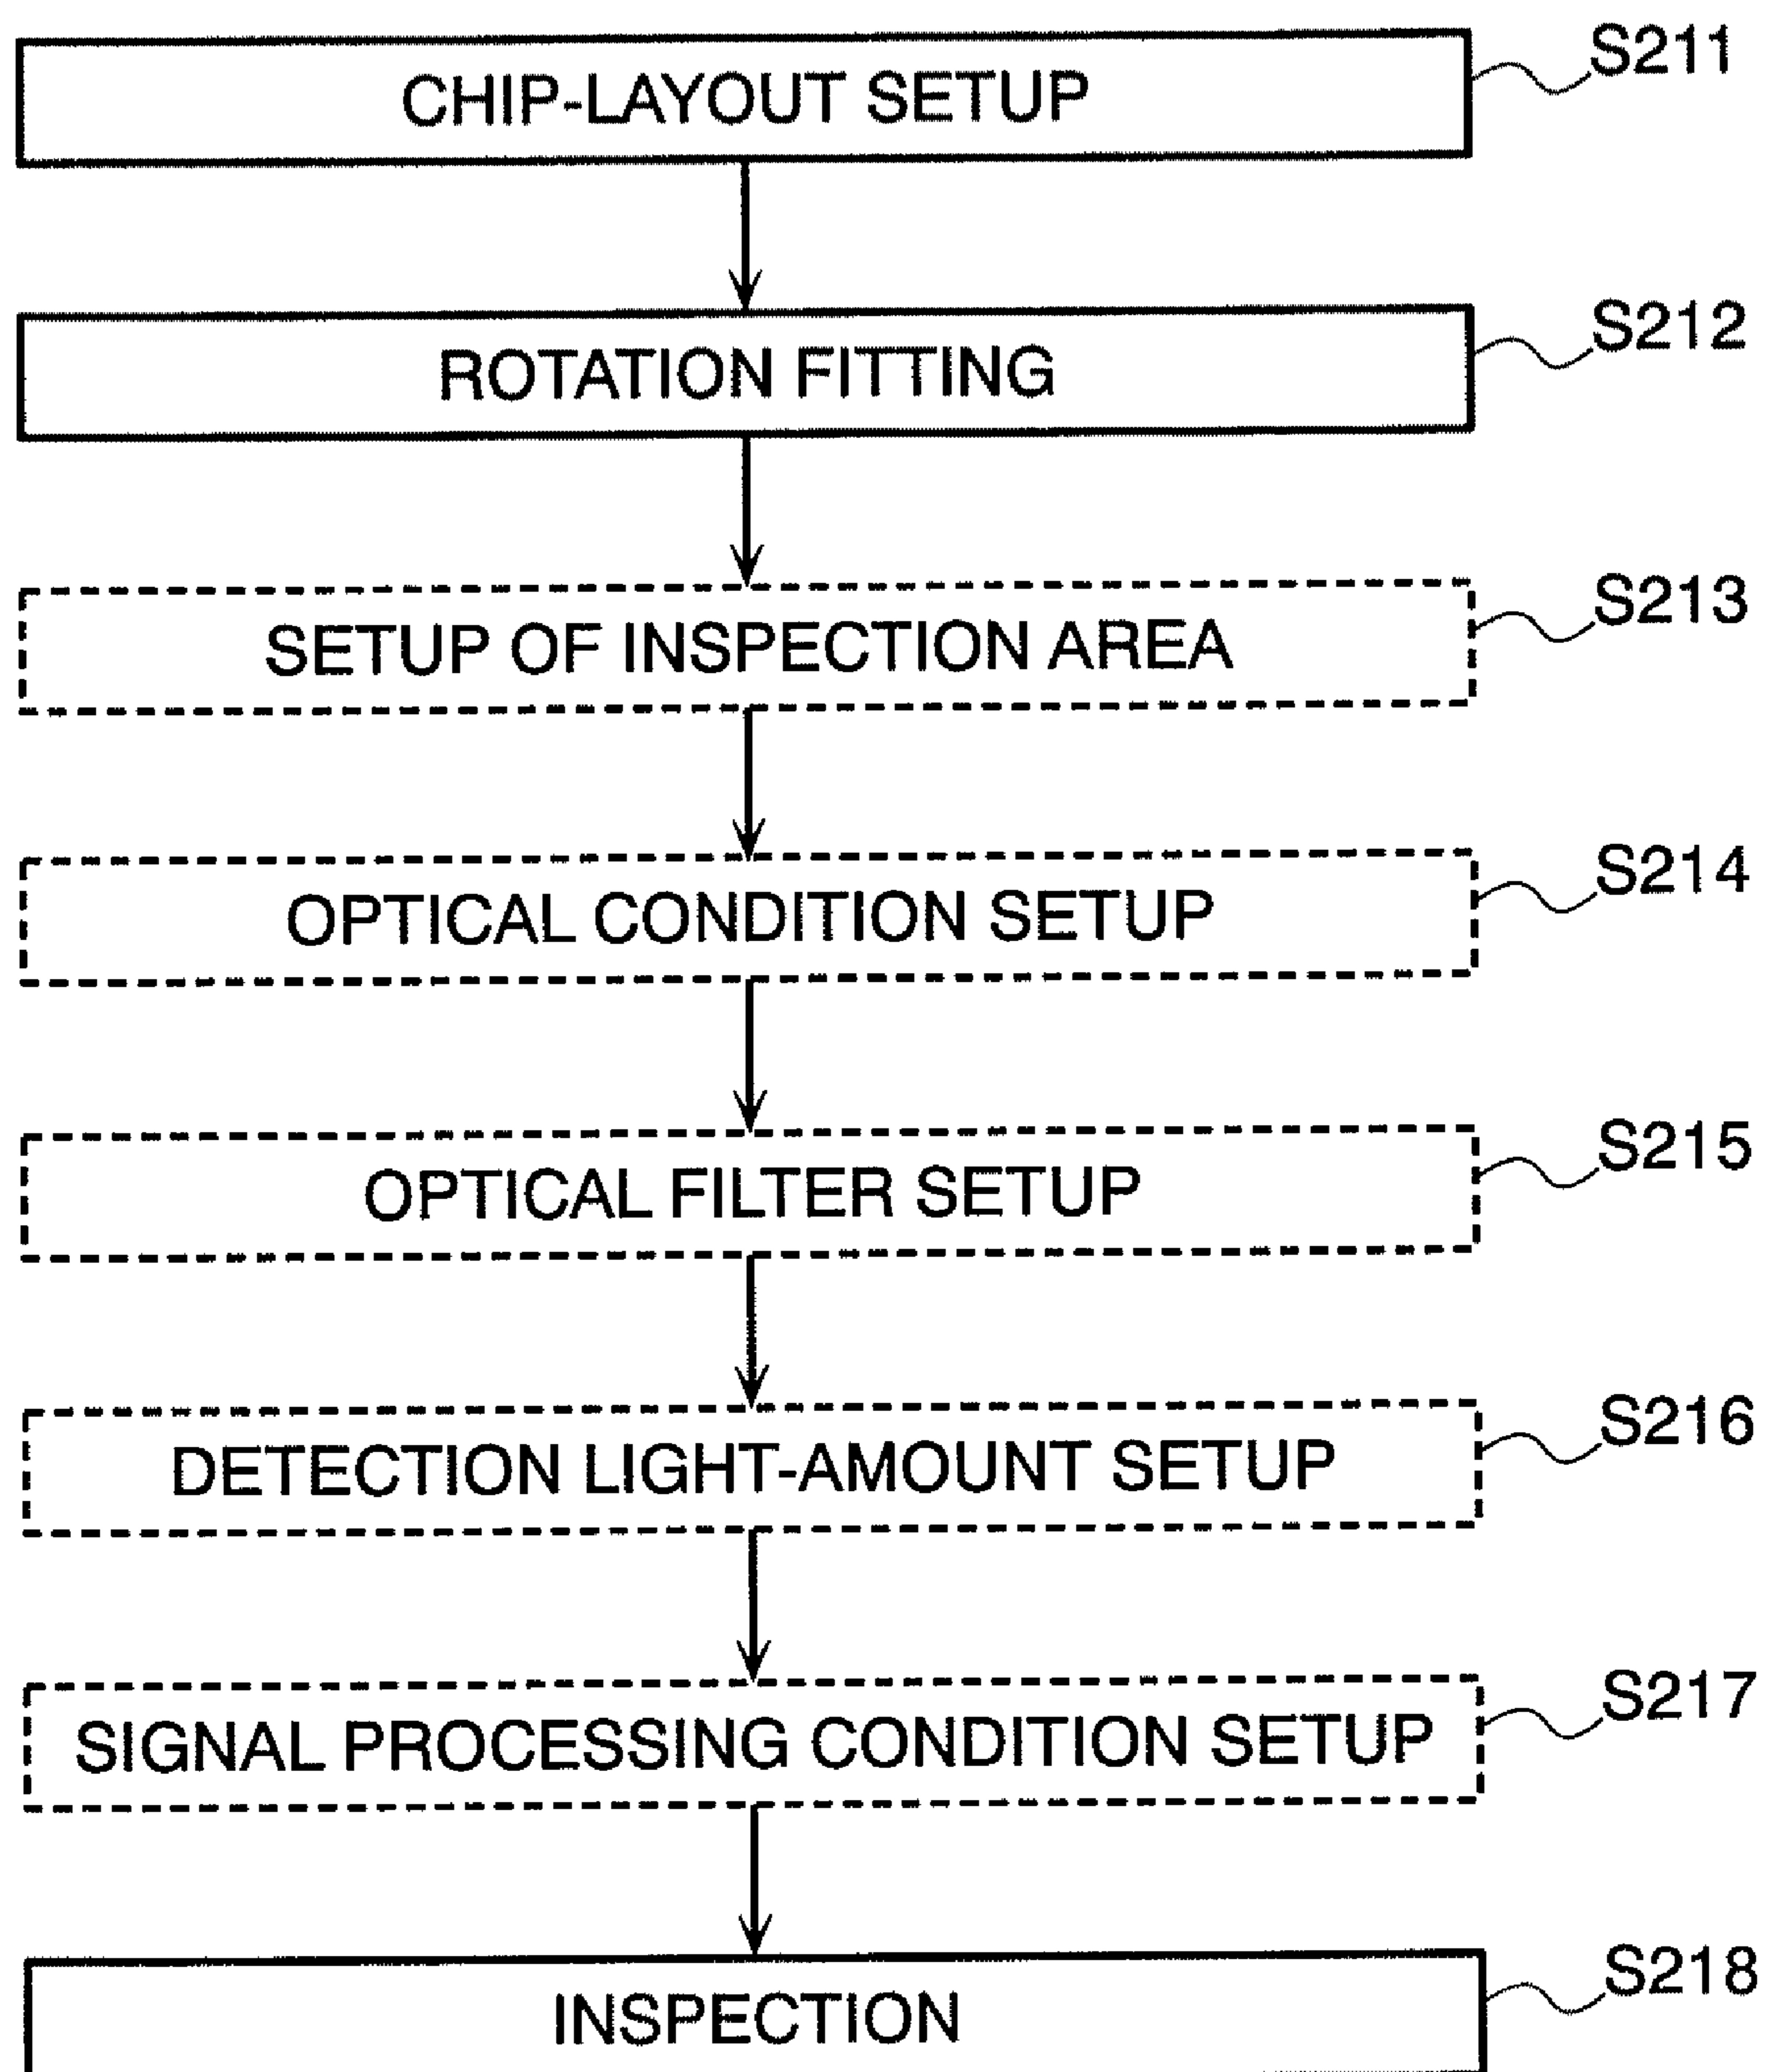 CHIP-LAYOUT SETUP
S211
ROTATION FITTING
S212
SETUP OF INSPECTION AREA
S213
OPTICAL CONDITION SETUP
S214
OPTICAL FILTER SETUP
S215
DETECTION LIGHT-AMOUNT SETUP
S216
SIGNAL PROCESSING CONDITION SETUP
S217
INSPECTION
S218